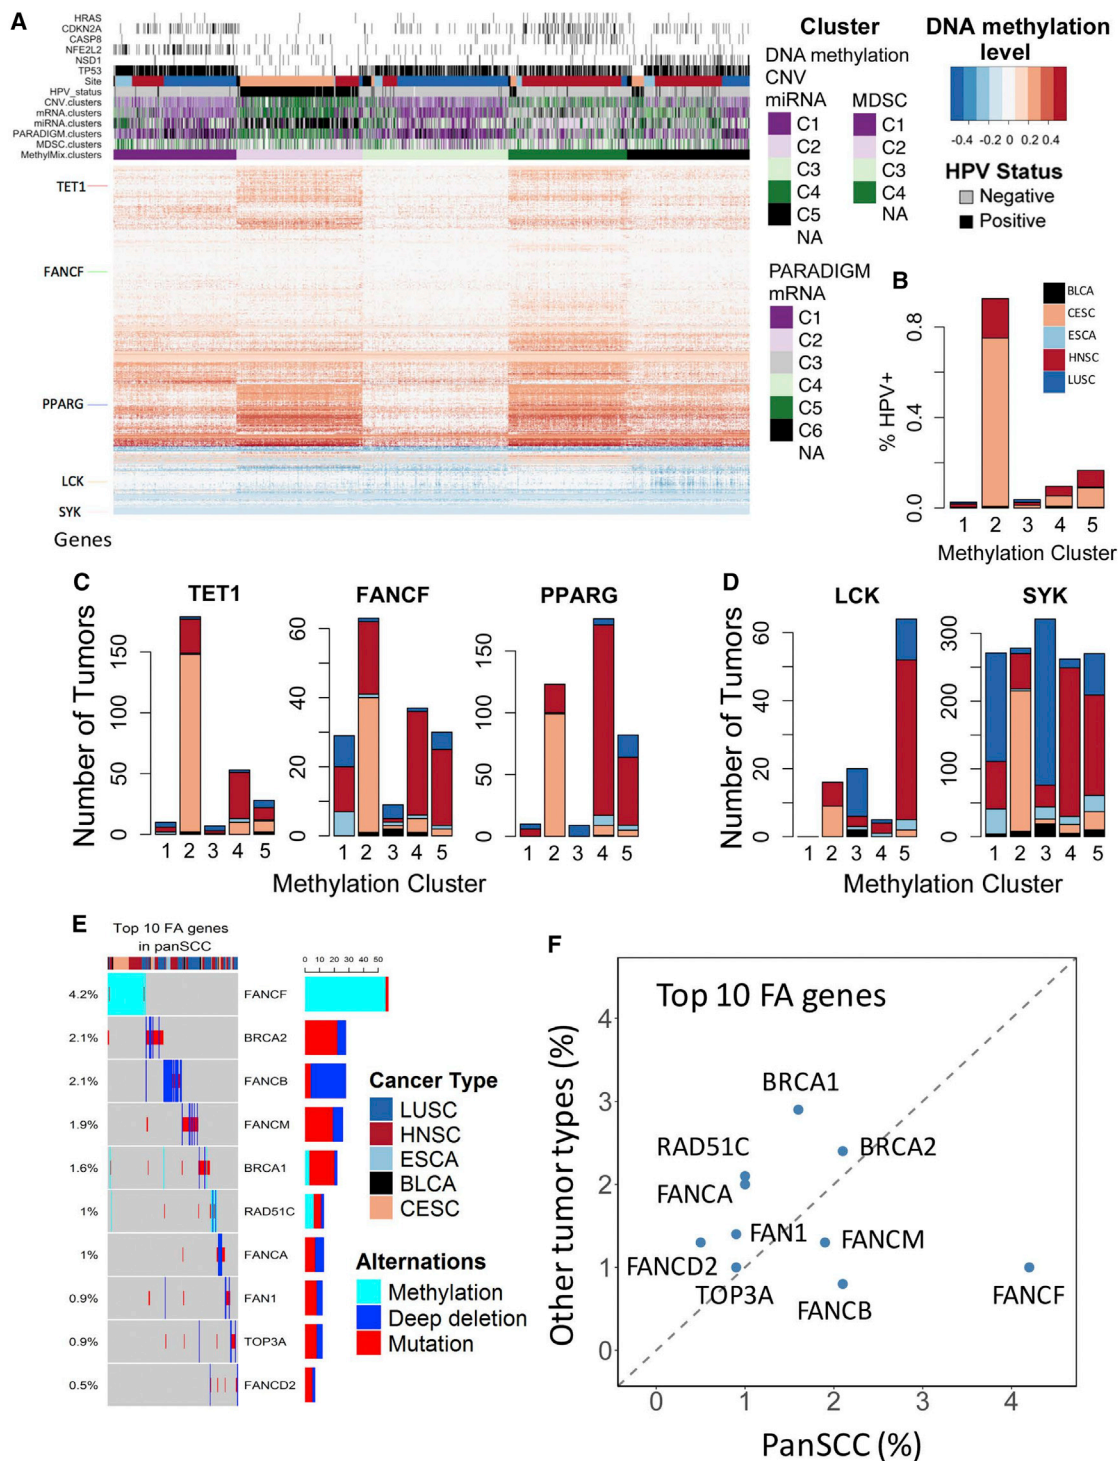 A
HRAS
CDKN2A
CASP8
NFE2L2
NSD1
TP53
Site
HPV_status
CNV.clusters
mRNA.clusters
miRNA.clusters
PARADIGM.clusters
MDSC.clusters
MethylMix.clusters
TET1
FANCF
PPARG
LCK
SYK
Genes
Cluster
DNA methylation
CNV
miRNA
C1
C2
C3
C4
C5
NA
MDSC
C1
C2
C3
C4
NA
PARADIGM
mRNA
C1
C2
C3
C4
C5
C6
NA
DNA methylation
level
-0.4 -0.2 0 0.2 0.4
HPV Status
Negative
Positive
B
% HPV+
0.8
0.4
0.0
1 2 3 4 5
Methylation Cluster
BLCA
CESC
ESCA
HNSC
LUSC
C
Number of Tumors
TET1
150
100
50
0
1 2 3 4 5
FANCF
60
40
20
0
1 2 3 4 5
PPARG
150
100
50
0
1 2 3 4 5
Methylation Cluster
D
Number of Tumors
LCK
60
40
20
0
1 2 3 4 5
SYK
300
200
100
0
1 2 3 4 5
Methylation Cluster
E
Top 10 FA genes
in panSCC
0 10 20 30 40 50
4.2% FANCF
2.1% BRCA2
2.1% FANCB
1.9% FANCM
1.6% BRCA1
1% RAD51C
1% FANCA
0.9% FAN1
0.9% TOP3A
0.5% FANCD2
Cancer Type
LUSC
HNSC
ESCA
BLCA
CESC
Alternations
Methylation
Deep deletion
Mutation
F
Top 10 FA genes
Other tumor types (%)
4
3
2
1
0
BRCA1
RAD51C
BRCA2
FANCA
FAN1
FANCM
FANCD2
TOP3A
FANCB
FANCF
0 1 2 3 4
PanSCC (%)